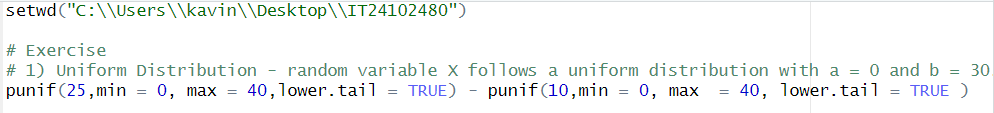 setwd("C:\\Users\\kavin\\Desktop\\IT24102480")
# Exercise
# 1) Uniform Distribution - random variable X follows a uniform distribution with a = 0 and b = 30
punif(25,min = 0, max = 40,lower.tail = TRUE) - punif(10,min = 0, max  = 40, lower.tail = TRUE )